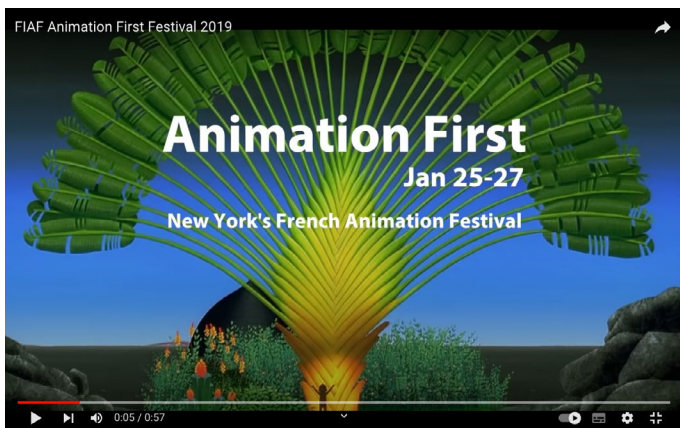 FIAF Animation First Festival 2019
Animation First
Jan 25-27
New York's French Animation Festival
0:05 / 0:57